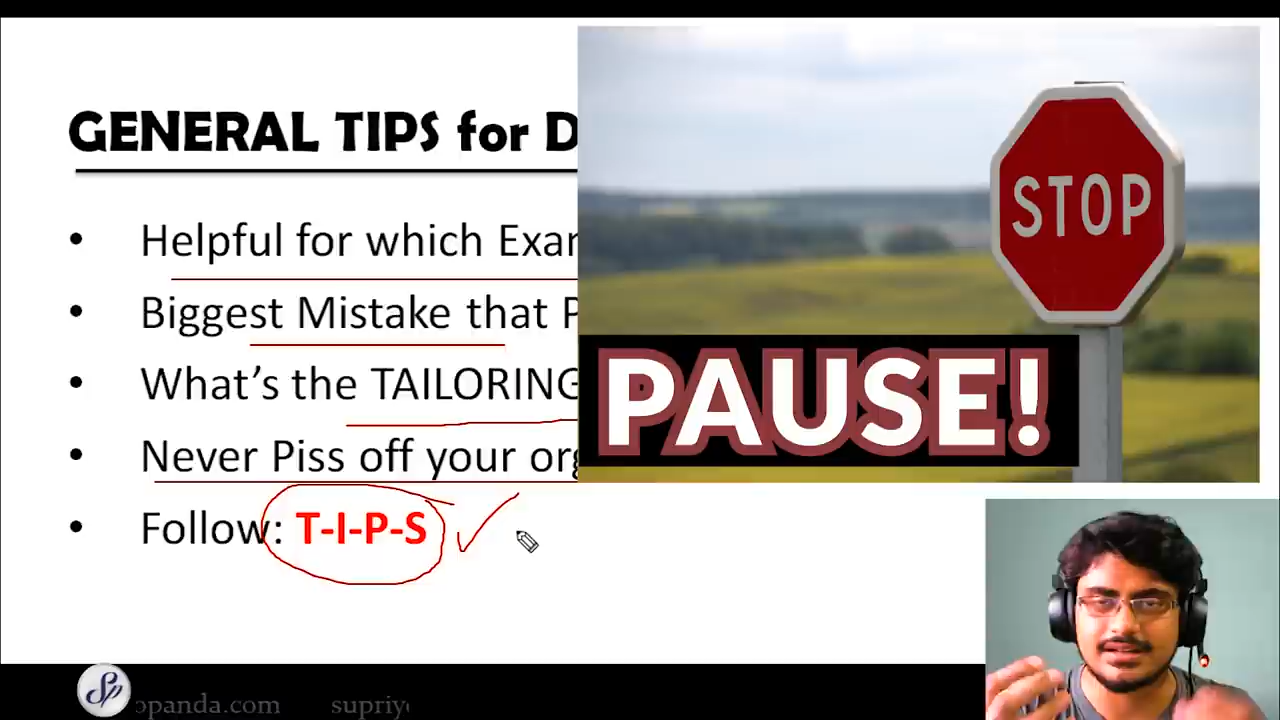 GENERAL TIPS for D
Helpful for which Exar
Biggest Mistake that P
What's the TAILORING
Never Piss off your org
Follow: T-I-P-S
STOP
PAUSE!
panda.com supriy